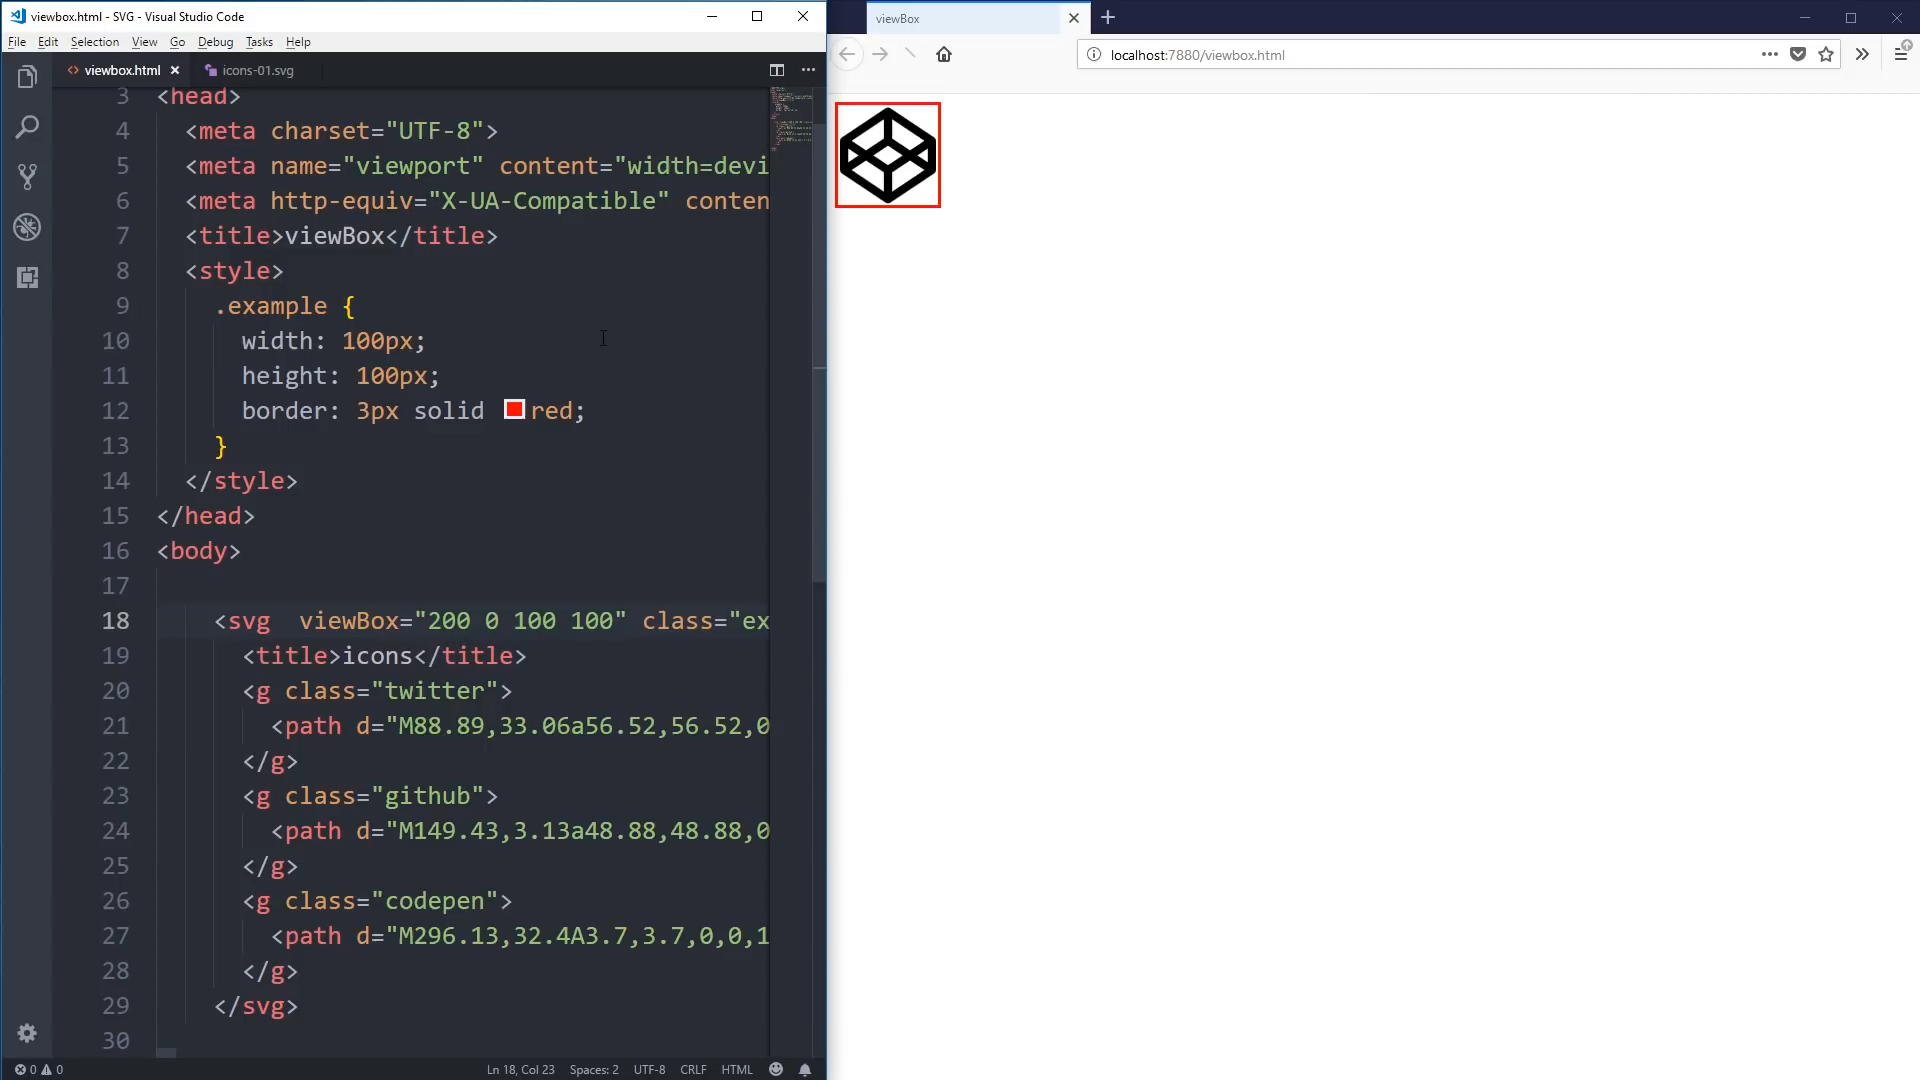 viewbox.html - SVG - Visual Studio Code
File Edit Selection View Go Debug Tasks Help
viewbox.html
icons-01.svg
3 <head>
4 <meta charset="UTF-8">
5 <meta name="viewport" content="width=devi
6 <meta http-equiv="X-UA-Compatible" conten
7 <title>viewBox</title>
8 <style>
9 .example {
10 width: 100px;
11 height: 100px;
12 border: 3px solid red;
13 }
14 </style>
15 </head>
16 <body>
17
18 <svg  viewBox="200 0 100 100" class="ex
19 <title>icons</title>
20 <g class="twitter">
21 <path d="M88.89,33.06a56.52,56.52,0
22 </g>
23 <g class="github">
24 <path d="M149.43,3.13a48.88,48.88,0
25 </g>
26 <g class="codepen">
27 <path d="M296.13,32.4A3.7,3.7,0,0,1
28 </g>
29 </svg>
30
0 0 Ln 18, Col 23 Spaces: 2 UTF-8 CRLF HTML
viewBox
localhost:7880/viewbox.html